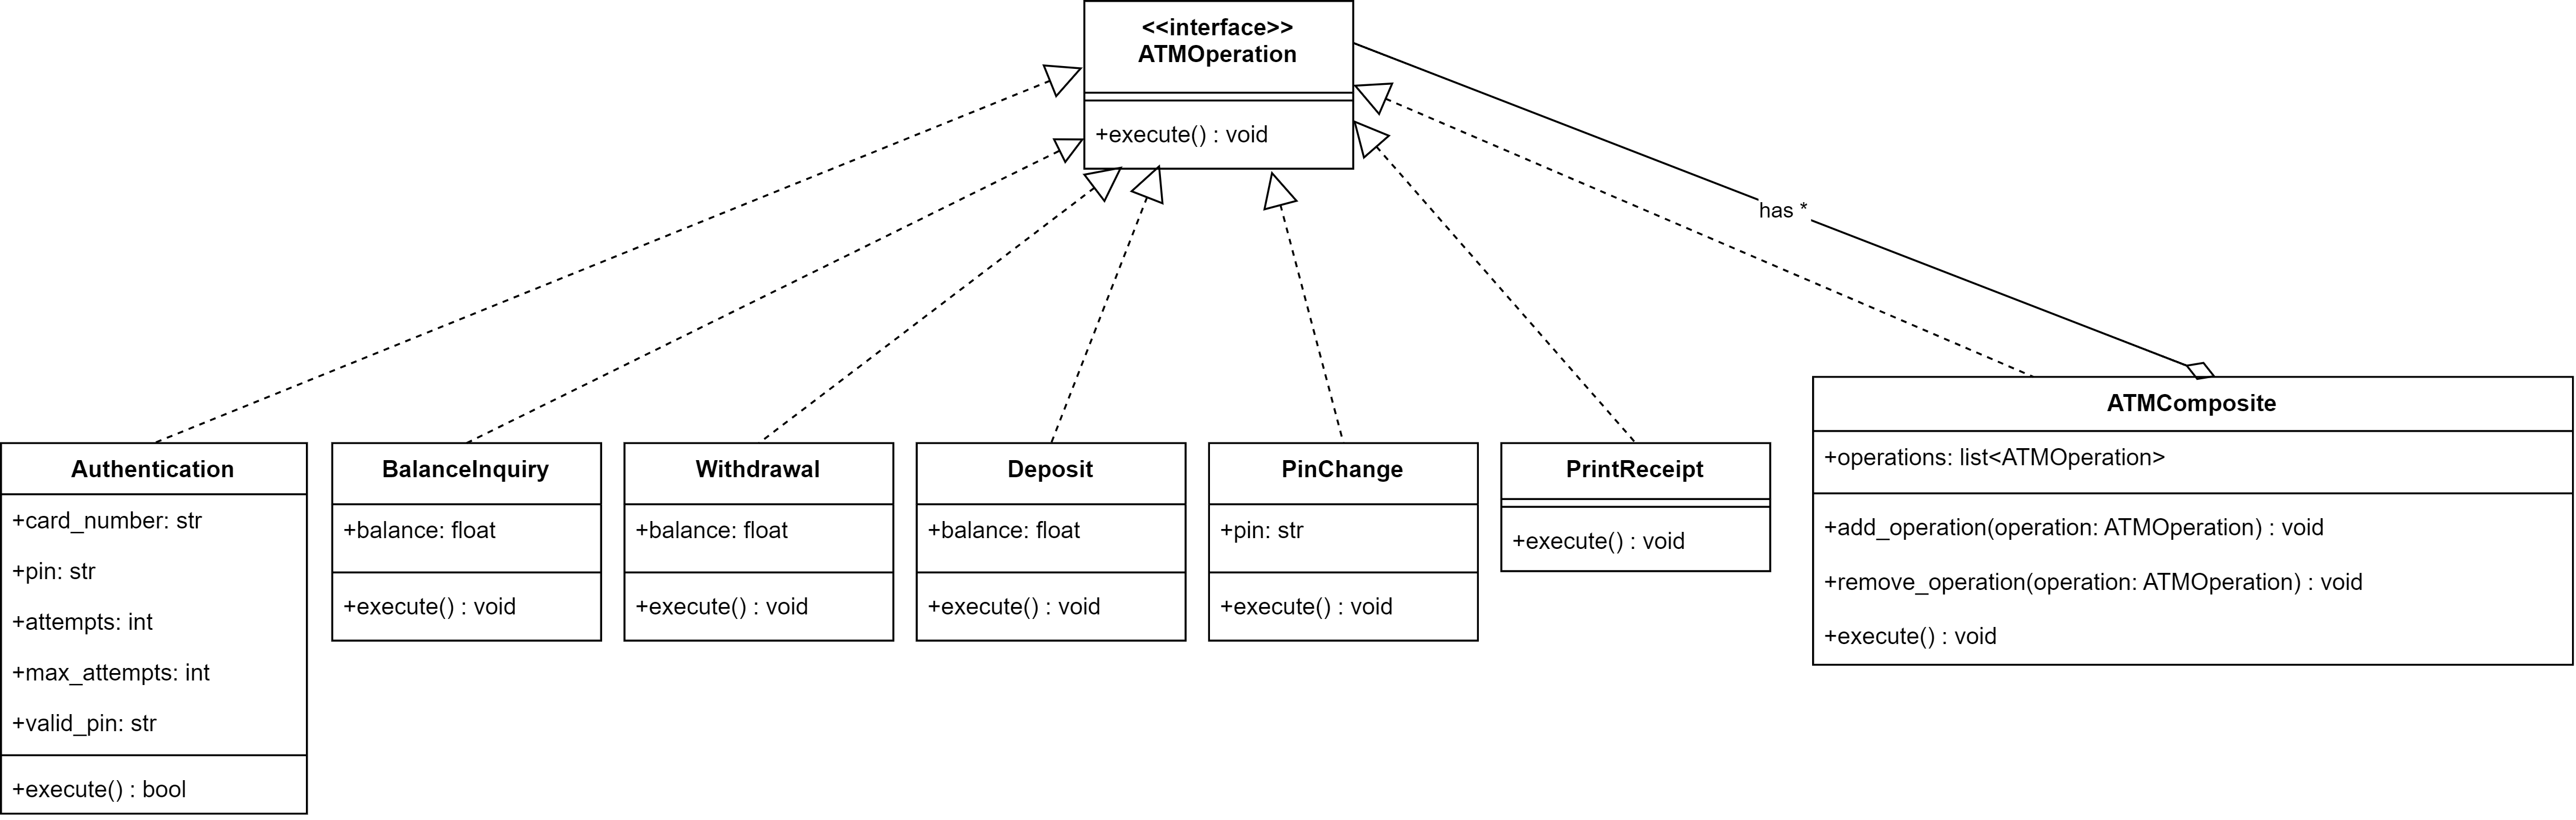 <<interface>>
ATMOperation
+execute() : void
has *
Authentication
+card_number: str
+pin: str
+attempts: int
+max_attempts: int
+valid_pin: str
+execute() : bool
BalanceInquiry
+balance: float
+execute() : void
Withdrawal
+balance: float
+execute() : void
Deposit
+balance: float
+execute() : void
PinChange
+pin: str
+execute() : void
PrintReceipt
+execute() : void
ATMComposite
+operations: list<ATMOperation>
+add_operation(operation: ATMOperation) : void
+remove_operation(operation: ATMOperation) : void
+execute() : void